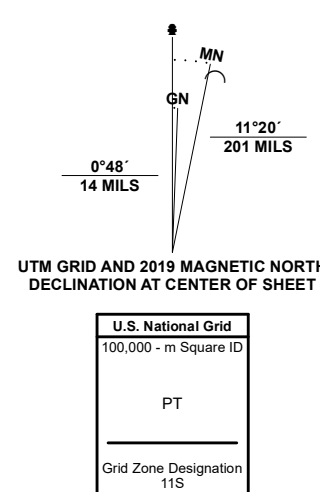 MN
GN
11°20´
201 MILS
0°48´
14 MILS
UTM GRID AND 2019 MAGNETIC NORTH
DECLINATION AT CENTER OF SHEET
U.S. National Grid
100,000 - m Square ID
PT
Grid Zone Designation
11S